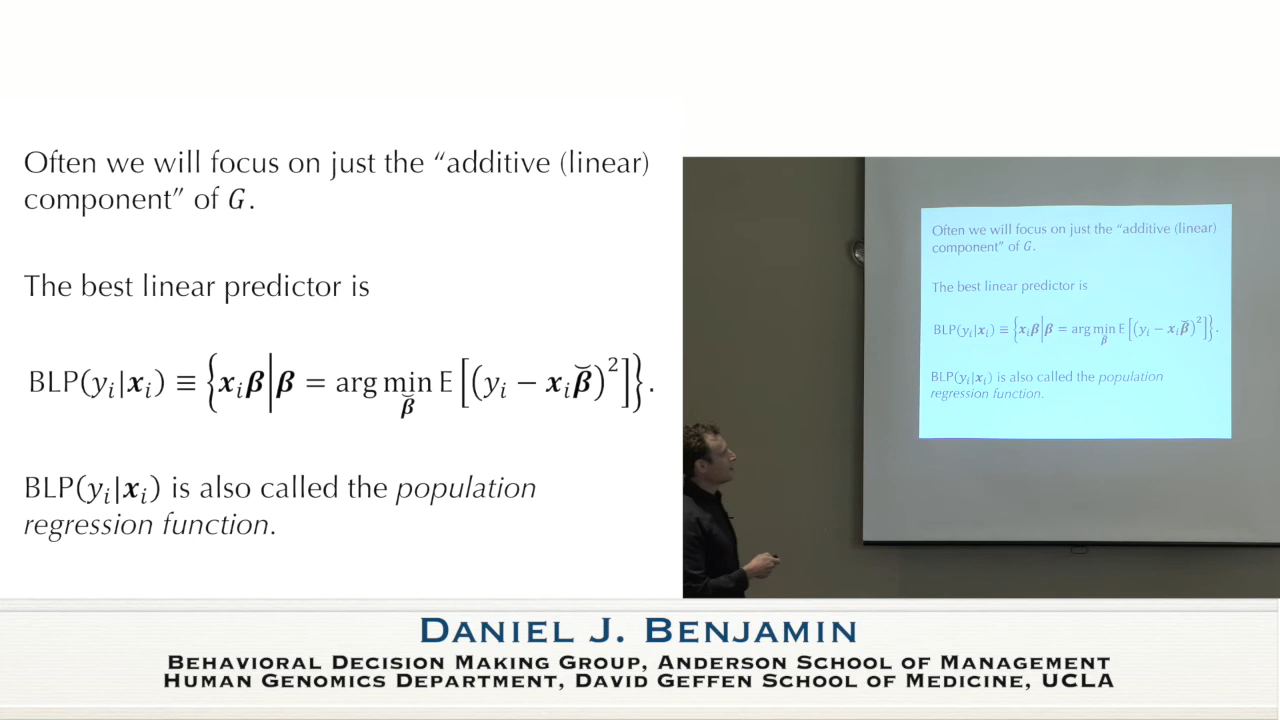 Often we will focus on just the “additive (linear)
component” of G.
The best linear predictor is
BLP(yᵢ|𝒙ᵢ) ≡ {𝒙ᵢ𝜷|𝜷 = arg min_𝜷̆ E[(yᵢ − 𝒙ᵢ𝜷̆)²]}.
BLP(yᵢ|𝒙ᵢ) is also called the population
regression function.
Often we will focus on just the “additive (linear)
component” of G.
The best linear predictor is
BLP(yᵢ|𝒙ᵢ) ≡ {𝒙ᵢ𝜷|𝜷 = arg min_𝜷̆ E[(yᵢ − 𝒙ᵢ𝜷̆)²]}.
BLP(yᵢ|𝒙ᵢ) is also called the population
regression function.
DANIEL J. BENJAMIN
BEHAVIORAL DECISION MAKING GROUP, ANDERSON SCHOOL OF MANAGEMENT
HUMAN GENOMICS DEPARTMENT, DAVID GEFFEN SCHOOL OF MEDICINE, UCLA